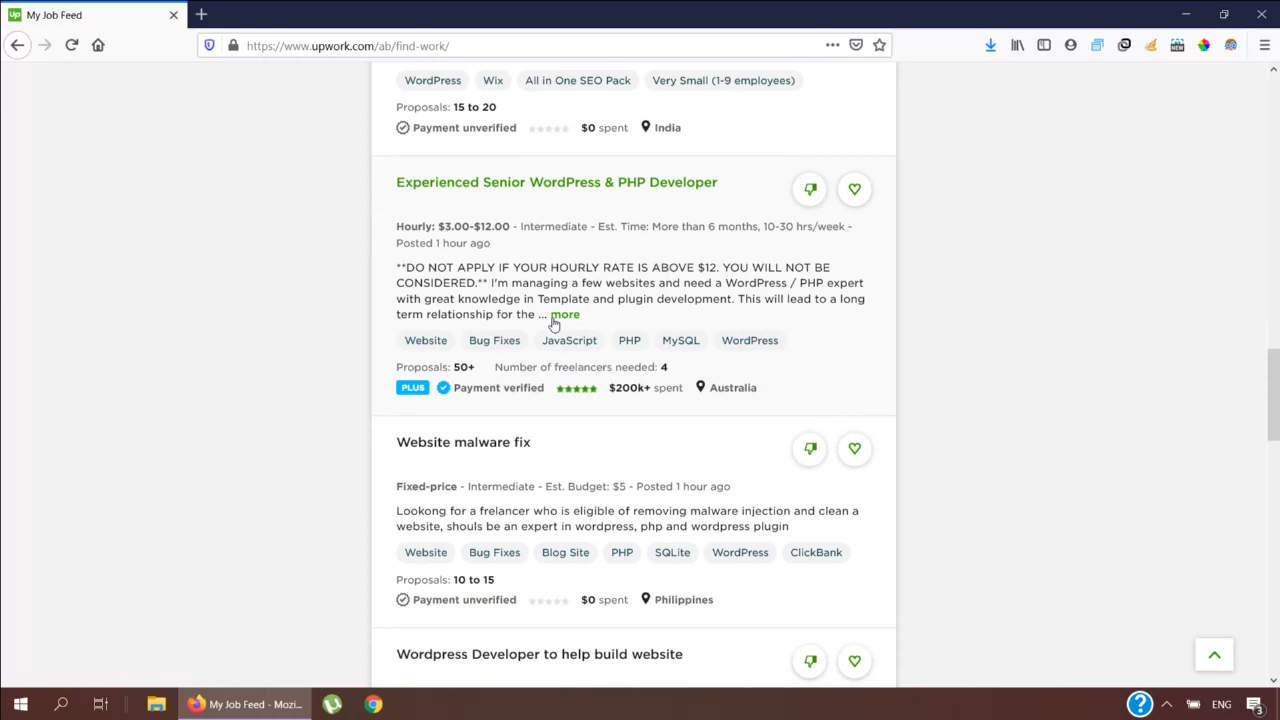 Up My Job Feed
https://www.upwork.com/ab/find-work/
NEW
WordPress Wix All in One SEO Pack Very Small (1-9 employees)
Proposals: 15 to 20
Payment unverified $0 spent India
Experienced Senior WordPress & PHP Developer
Hourly: $3.00-$12.00 - Intermediate - Est. Time: More than 6 months, 10-30 hrs/week -
Posted 1 hour ago
**DO NOT APPLY IF YOUR HOURLY RATE IS ABOVE $12. YOU WILL NOT BE
CONSIDERED.** I'm managing a few websites and need a WordPress / PHP expert
with great knowledge in Template and plugin development. This will lead to a long
term relationship for the ... more
Website Bug Fixes JavaScript PHP MySQL WordPress
Proposals: 50+ Number of freelancers needed: 4
PLUS Payment verified $200k+ spent Australia
Website malware fix
Fixed-price - Intermediate - Est. Budget: $5 - Posted 1 hour ago
Lookong for a frelancer who is eligible of removing malware injection and clean a
website, shouls be an expert in wordpress, php and wordpress plugin
Website Bug Fixes Blog Site PHP SQLite WordPress ClickBank
Proposals: 10 to 15
Payment unverified $0 spent Philippines
Wordpress Developer to help build website
My Job Feed - Mozi... ? ENG 3